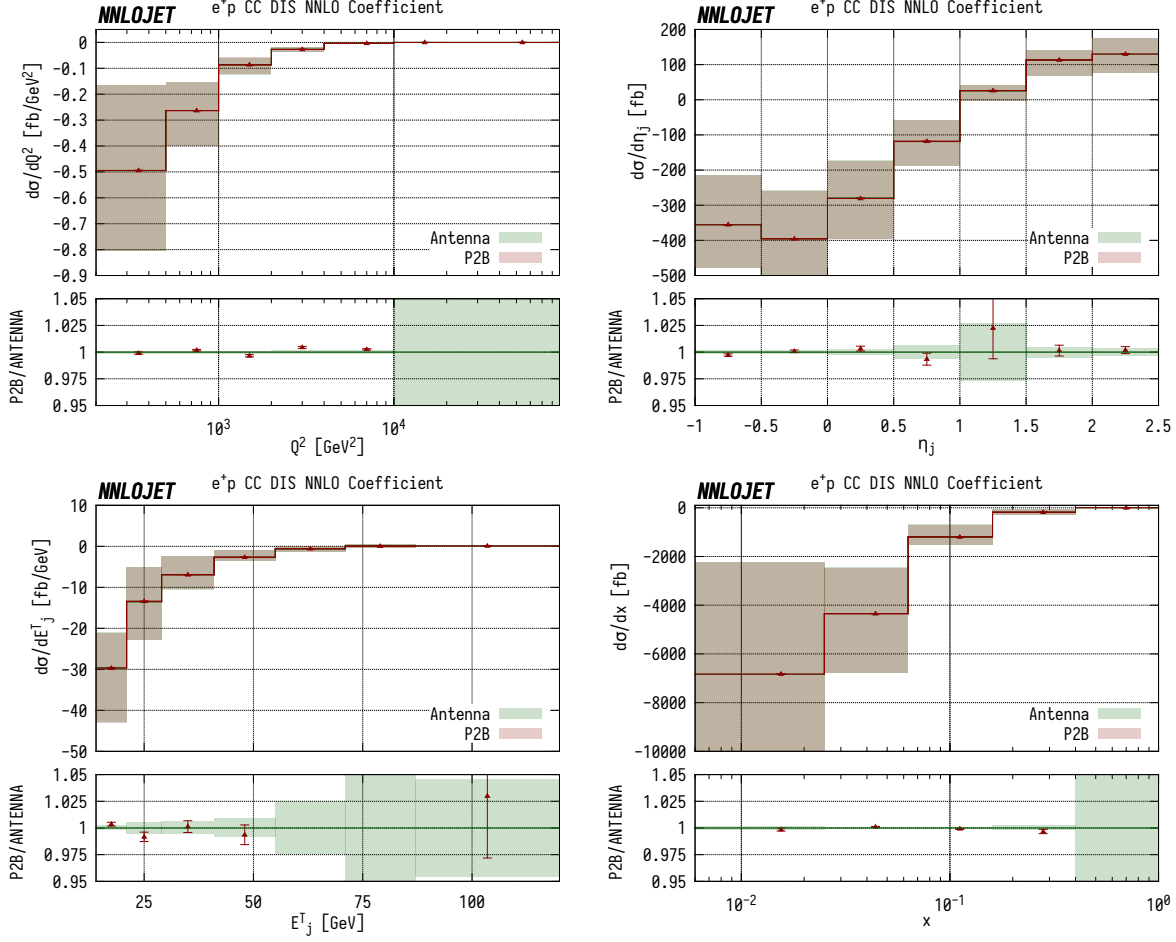 NNLOJET e⁺p CC DIS NNLO Coefficient
dσ/dQ² [fb/GeV²]
0
-0.1
-0.2
-0.3
-0.4
-0.5
-0.6
-0.7
-0.8
-0.9
Antenna
P2B
P2B/ANTENNA
1.05
1.025
1
0.975
0.95
10³ 10⁴
Q² [GeV²]
NNLOJET e⁺p CC DIS NNLO Coefficient
dσ/dη_j [fb]
200
100
0
-100
-200
-300
-400
-500
Antenna
P2B
P2B/ANTENNA
1.05
1.025
1
0.975
0.95
-1 -0.5 0 0.5 1 1.5 2 2.5
η_j
NNLOJET e⁺p CC DIS NNLO Coefficient
dσ/dE^T_j [fb/GeV]
10
0
-10
-20
-30
-40
-50
Antenna
P2B
P2B/ANTENNA
1.05
1.025
1
0.975
0.95
25 50 75 100
E^T_j [GeV]
NNLOJET e⁺p CC DIS NNLO Coefficient
dσ/dx [fb]
0
-2000
-4000
-6000
-8000
-10000
Antenna
P2B
P2B/ANTENNA
1.05
1.025
1
0.975
0.95
10⁻² 10⁻¹ 10⁰
x